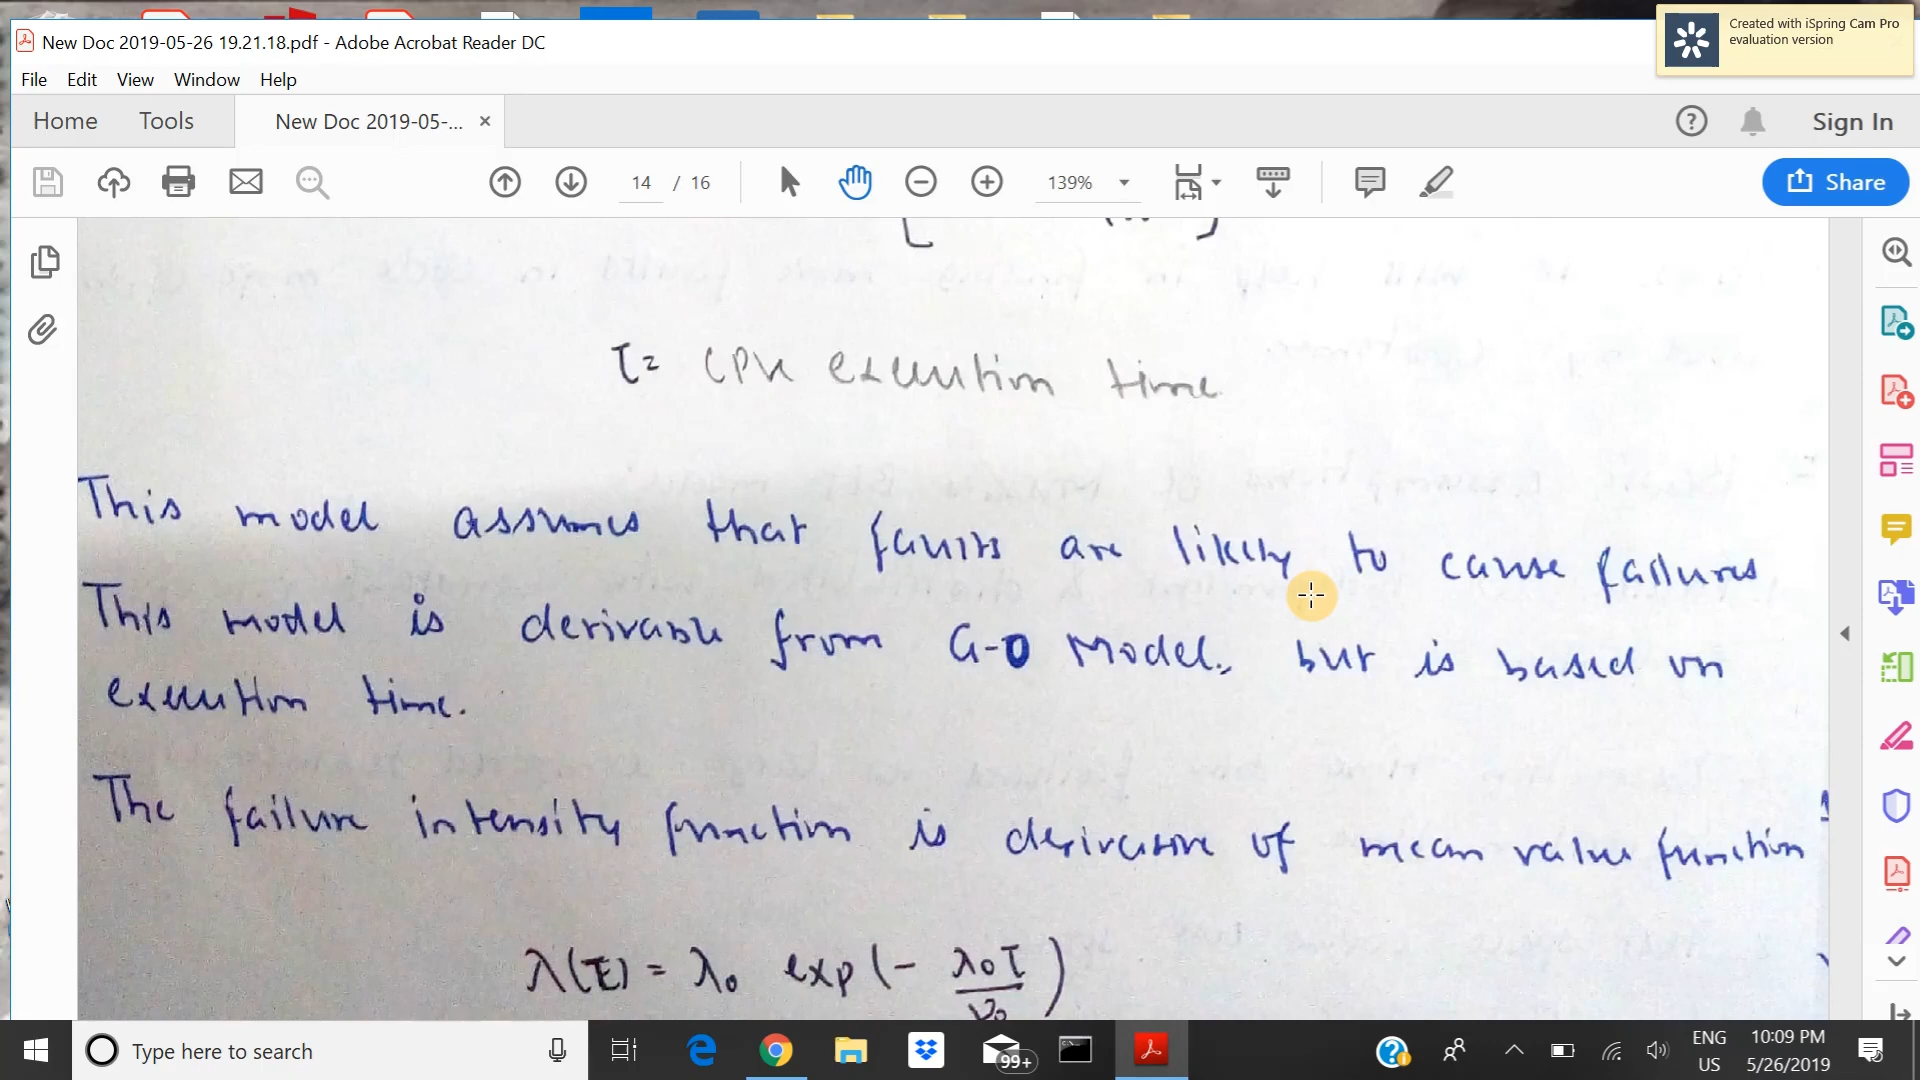 Created with iSpring Cam Pro
evaluation version
New Doc 2019-05-26 19.21.18.pdf - Adobe Acrobat Reader DC
File Edit View Window Help
Home Tools New Doc 2019-05-... × Sign In
14 / 16 139% Share
τ= CPU execution time
This model assumes that faults are likely to cause failures
This model is derivable from G-O Model, but is based on
execution time.
The failure intensity function is derivative of mean value function
λ(τ) = λ₀ exp(- λ₀τ/ν₀)
Type here to search 99+ ENG 10:09 PM
US 5/26/2019